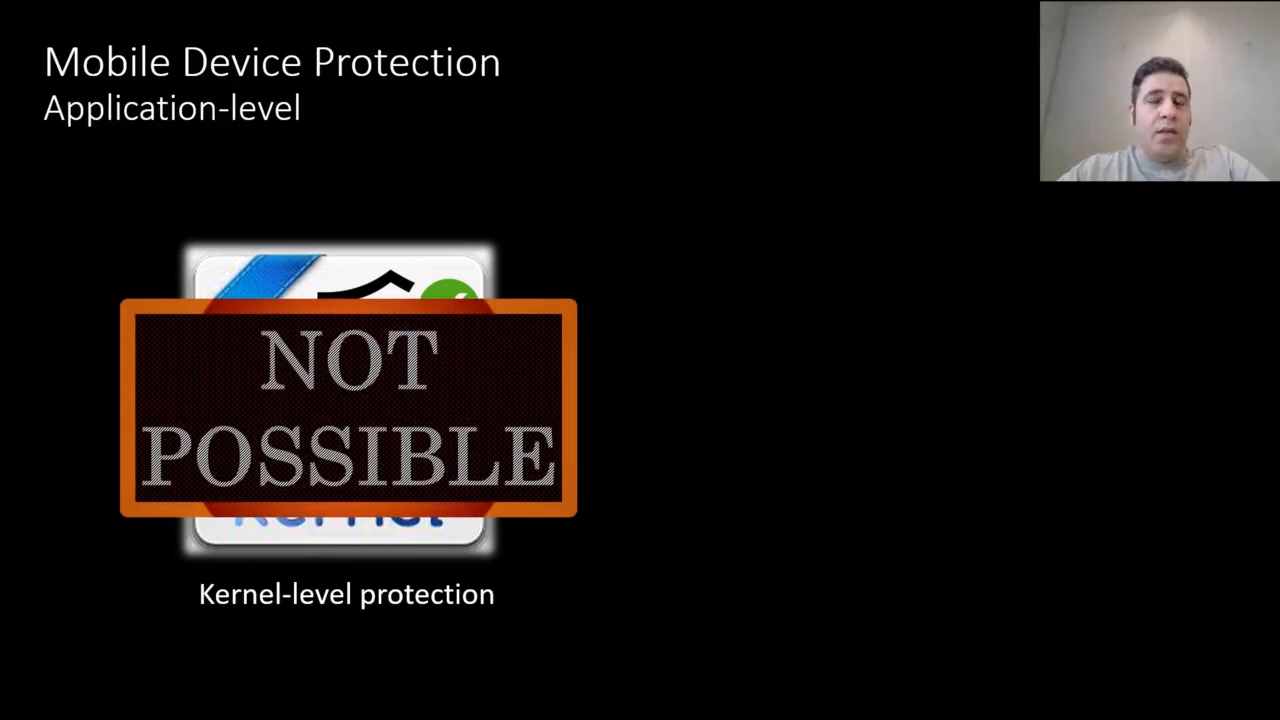 Mobile Device Protection
Application-level
NOT
POSSIBLE
Kernel-level protection